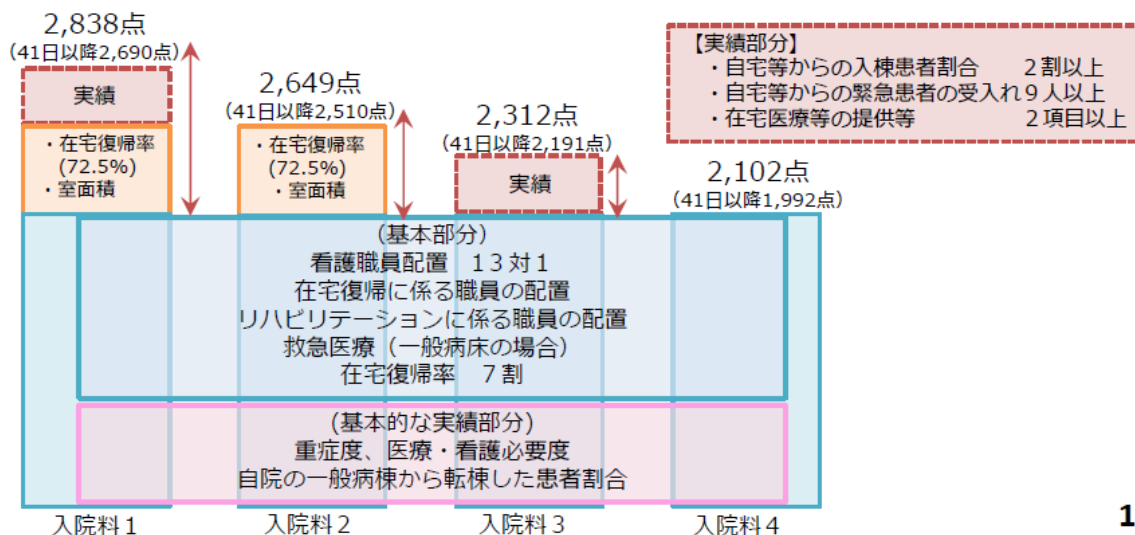 2,838点
(41日以降2,690点)
実績
・在宅復帰率
(72.5%)
・室面積
2,649点
(41日以降2,510点)
・在宅復帰率
(72.5%)
・室面積
2,312点
(41日以降2,191点)
実績
2,102点
(41日以降1,992点)
【実績部分】
・自宅等からの入棟患者割合　２割以上
・自宅等からの緊急患者の受入れ９人以上
・在宅医療等の提供等　２項目以上
(基本部分)
看護職員配置　１３対１
在宅復帰に係る職員の配置
リハビリテーションに係る職員の配置
救急医療（一般病床の場合）
在宅復帰率　７割
(基本的な実績部分)
重症度、医療・看護必要度
自院の一般病棟から転棟した患者割合
入院料１
入院料２
入院料３
入院料４
1